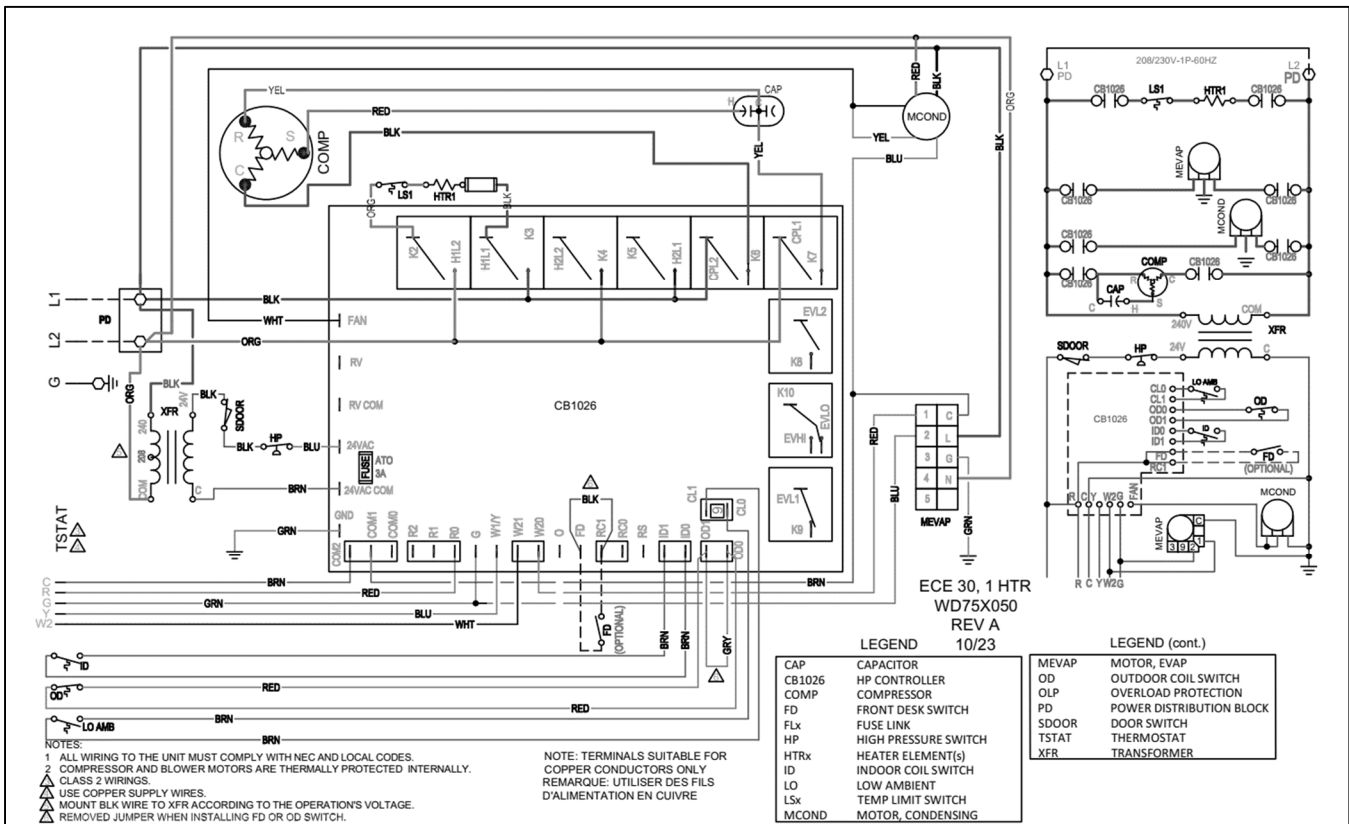 YEL
RED
BLK
R
S
C
COMP
H
C
CAP
YEL
RED
BLK
MCOND
YEL
BLU
ORG
BLK
ORG
LS1
HTR1
BLK
K2
H1L2
H1L1
K3
H2L2
K4
K5
H2L1
CPL2
K6
CPL1
K7
EVL2
K8
K10
EVLO
EVHI
EVL1
K9
L1
L2
G
PD
BLK
WHT
ORG
FAN
RV
RV COM
24VAC
24VAC COM
FUSE
ATO
3A
GND
CB1026
ORG
BLK
XFR
24V
240
208
COM
C
BLK
SDOOR
BLK
HP
BLU
BRN
GRN
TSTAT
COM2
COM1
COM0
R2
R1
R0
G
W1/Y
W21
W20
O
FD
RC1
RC0
RS
ID1
ID0
OD1
OD0
CL1
CL0
9
BLK
RED
BLU
1
2
3
4
5
C
L
G
N
MEVAP
GRN
C
R
G
Y
W2
BRN
RED
GRN
BLU
WHT
BRN
FD
(OPTIONAL)
BRN
BRN
GRY
ID
OD
RED
RED
LO AMB
BRN
BRN
ECE 30, 1 HTR
WD75X050
REV A
10/23
208/230V-1P-60HZ
L1
PD
L2
PD
CB1026
LS1
HTR1
CB1026
MEVAP
CB1026
CB1026
MCOND
CB1026
CB1026
COMP
CB1026
R
C
S
CAP
C
H
240V
COM
XFR
24V
C
SDOOR
HP
CB1026
CL0
CL1
OD0
OD1
ID0
ID1
FD
RC1
LO AMB
OD
ID
FD
(OPTIONAL)
R
C
Y
W2
G
FAN
MEVAP
C
1
3
9
2
MCOND
R
C
Y
W2
G
NOTES:
1 ALL WIRING TO THE UNIT MUST COMPLY WITH NEC AND LOCAL CODES.
2 COMPRESSOR AND BLOWER MOTORS ARE THERMALLY PROTECTED INTERNALLY.
CLASS 2 WIRINGS.
USE COPPER SUPPLY WIRES.
MOUNT BLK WIRE TO XFR ACCORDING TO THE OPERATION'S VOLTAGE.
REMOVED JUMPER WHEN INSTALLING FD OR OD SWITCH.
NOTE: TERMINALS SUITABLE FOR
COPPER CONDUCTORS ONLY
REMARQUE: UTILISER DES FILS
D'ALIMENTATION EN CUIVRE
LEGEND
CAP CAPACITOR
CB1026 HP CONTROLLER
COMP COMPRESSOR
FD FRONT DESK SWITCH
FLx FUSE LINK
HP HIGH PRESSURE SWITCH
HTRx HEATER ELEMENT(s)
ID INDOOR COIL SWITCH
LO LOW AMBIENT
LSx TEMP LIMIT SWITCH
MCOND MOTOR, CONDENSING
LEGEND (cont.)
MEVAP MOTOR, EVAP
OD OUTDOOR COIL SWITCH
OLP OVERLOAD PROTECTION
PD POWER DISTRIBUTION BLOCK
SDOOR DOOR SWITCH
TSTAT THERMOSTAT
XFR TRANSFORMER